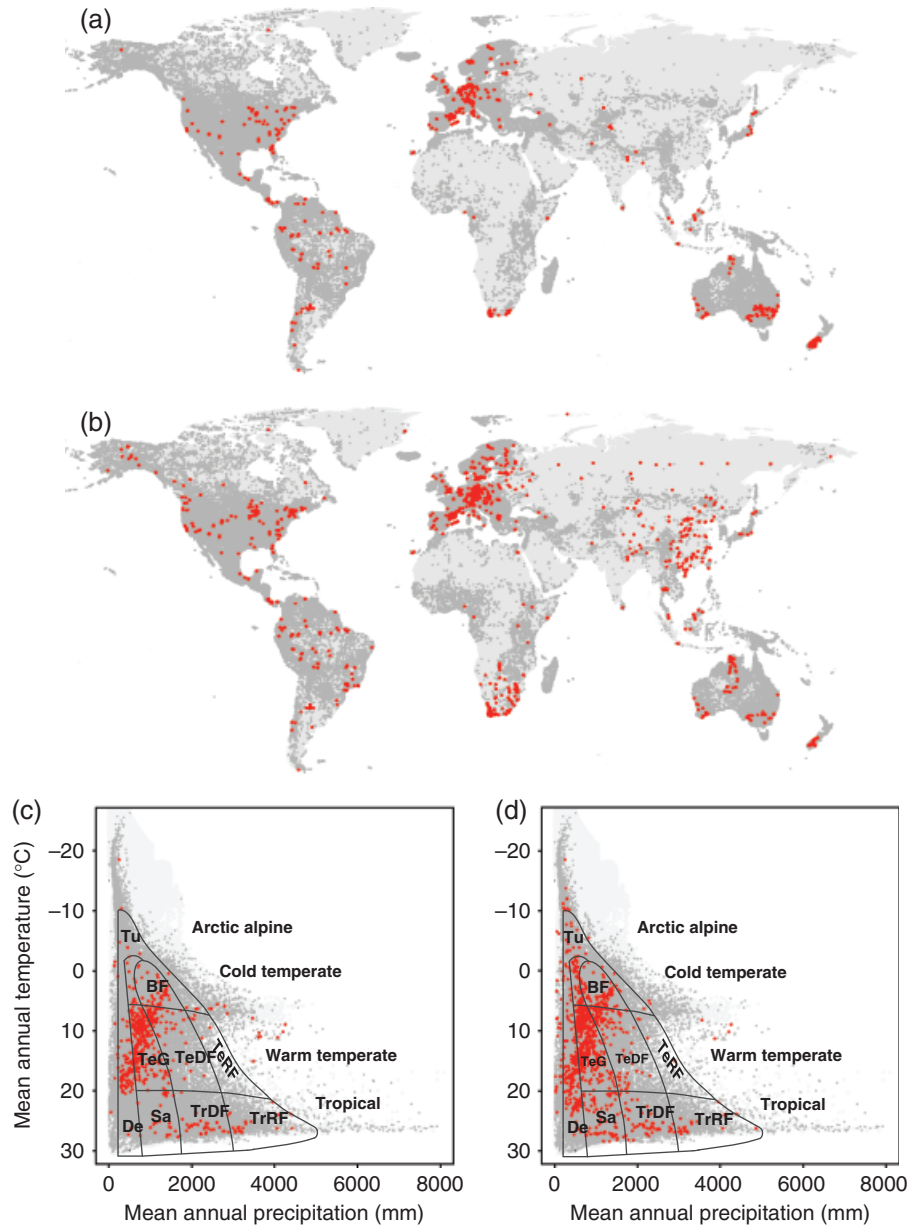 (a)
(b)
(c)
(d)
–20
–10
0
10
20
30
Mean annual temperature (°C)
Tu
BF
TeG
TeDF
TeRF
De
Sa
TrDF
TrRF
Arctic alpine
Cold temperate
Warm temperate
Tropical
0
2000
4000
6000
8000
Mean annual precipitation (mm)
–20
–10
0
10
20
30
Tu
BF
TeG
TeDF
TeRF
De
Sa
TrDF
TrRF
Arctic alpine
Cold temperate
Warm temperate
Tropical
0
2000
4000
6000
8000
Mean annual precipitation (mm)